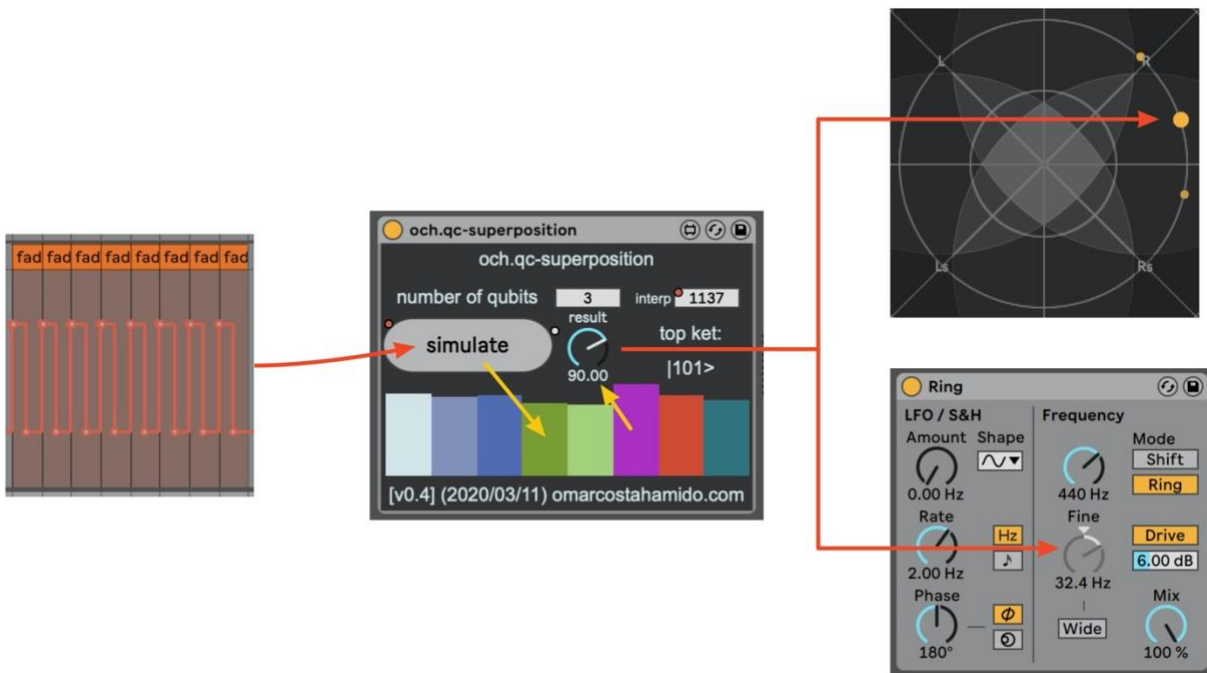 fad fad fad fad fad fad fad fad
och.qc-superposition
och.qc-superposition
number of qubits 3 interp 1137
simulate
result
90.00
top ket:
|101>
[v0.4] (2020/03/11) omarcostahamido.com
L R
Ls Rs
Ring
LFO / S&H
Amount Shape
0.00 Hz
Rate
Hz
2.00 Hz
♪
Phase
180°
Φ
Frequency
440 Hz
Mode
Shift
Ring
Fine
32.4 Hz
Drive
6.00 dB
Wide
Mix
100 %